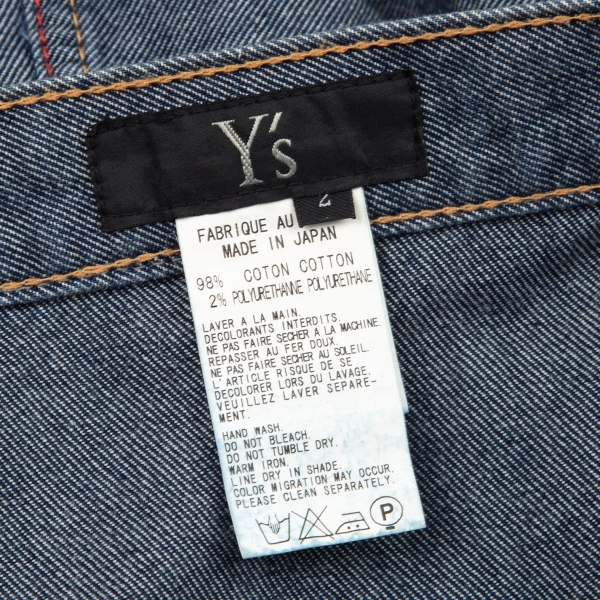 Y's
2
FABRIQUE AU
MADE IN JAPAN
98% COTON COTTON
2% POLYURETHANNE POLYURETHANE
LAVER A LA MAIN.
DECOLORANTS INTERDITS.
NE PAS FAIRE SECHER A LA MACHINE.
REPASSER AU FER DOUX.
NE PAS FAIRE SECHER AU SOLEIL.
L'ARTICLE RISQUE DE SE
DECOLORER LORS DU LAVAGE.
VEUILLEZ LAVER SEPARE-
MENT.
HAND WASH.
DO NOT BLEACH.
DO NOT TUMBLE DRY.
WARM IRON.
LINE DRY IN SHADE.
COLOR MIGRATION MAY OCCUR.
PLEASE CLEAN SEPARATELY.
P